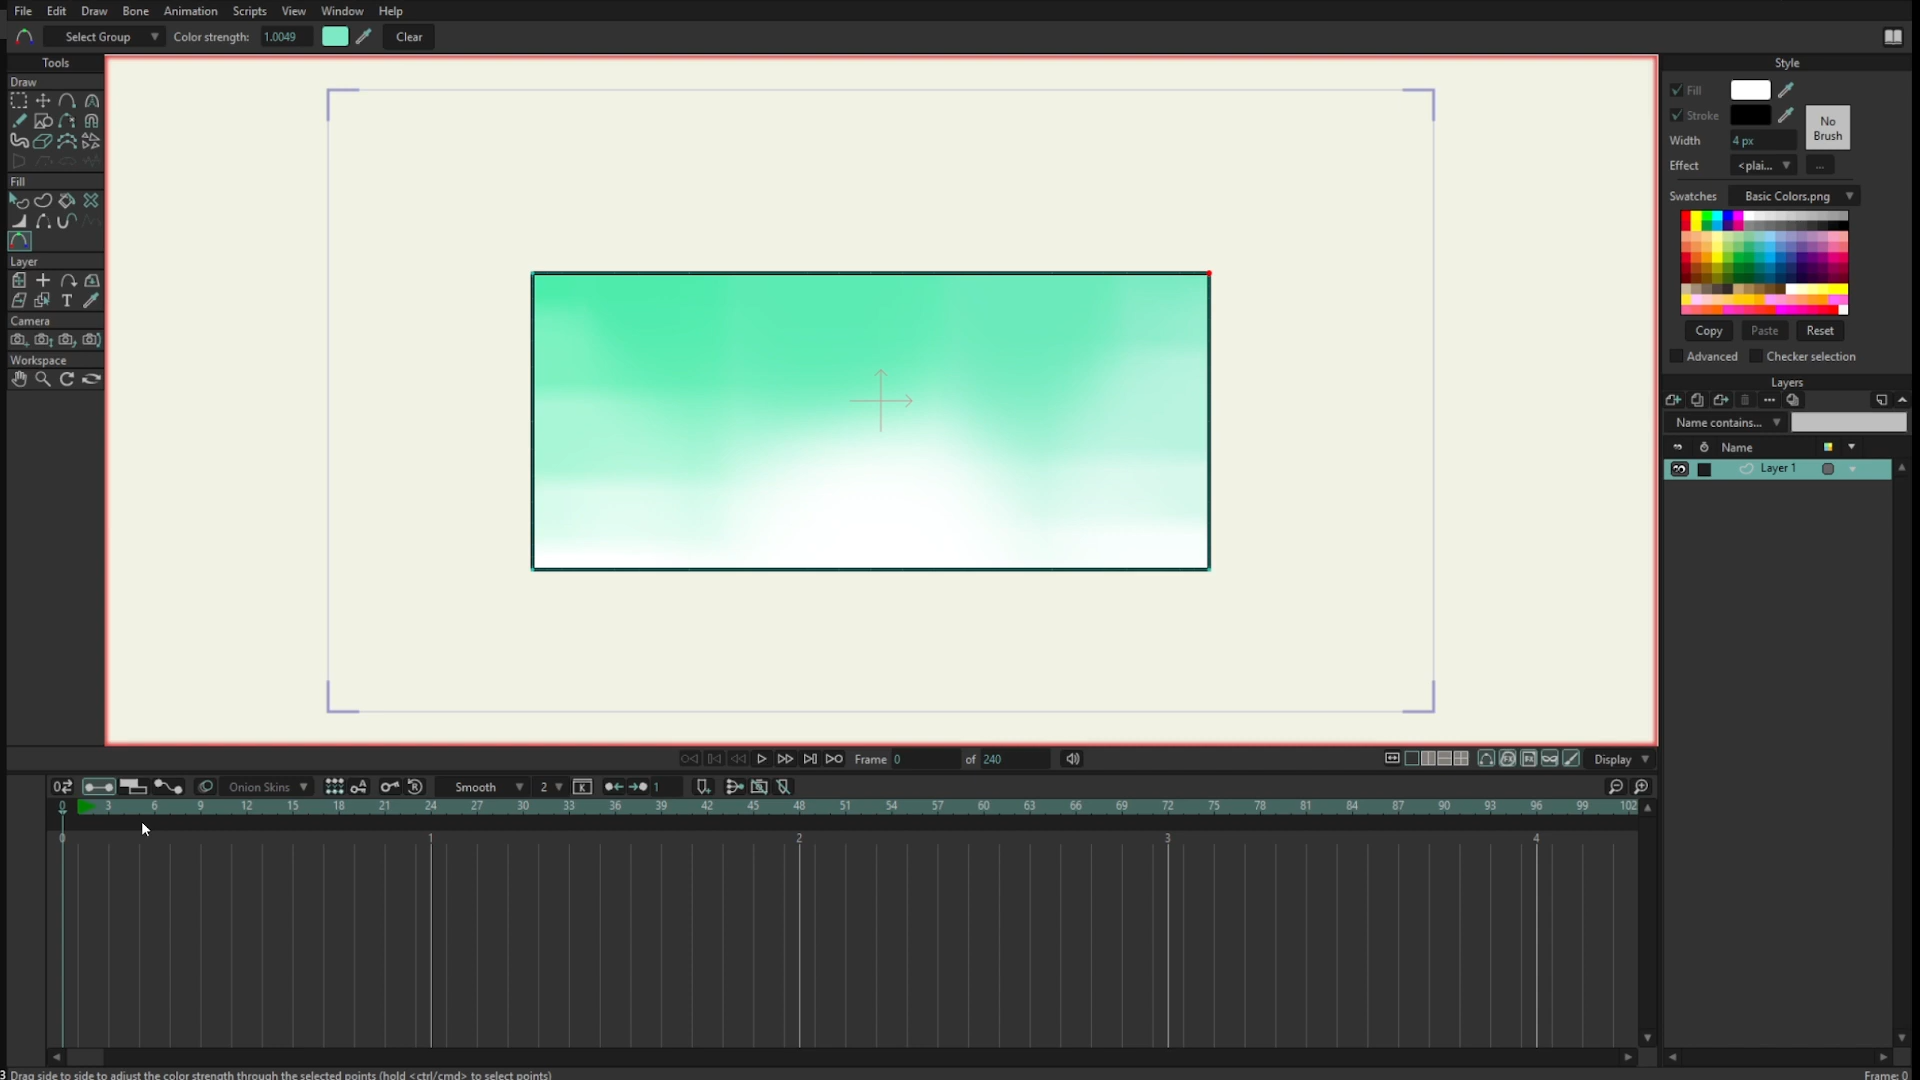 File Edit Draw Bone Animation Scripts View Window Help
Select Group Color strength: 1.0049 Clear
Tools
Draw
Fill
Layer
T
Camera
Workspace
Style
Fill
Stroke
No Brush
Width 4 px
Effect <plai... ...
Swatches Basic Colors.png
Copy Paste Reset
Advanced Checker selection
Layers
Name contains...
Name
Layer 1
Frame 0 of 240
Display
Onion Skins Smooth 2 K 1
0 3 6 9 12 15 18 21 24 27 30 33 36 39 42 45 48 51 54 57 60 63 66 69 72 75 78 81 84 87 90 93 96 99 102
0 1 2 3 4
3 Drag side to side to adjust the color strength through the selected points (hold <ctrl/cmd> to select points)
Frame: 0